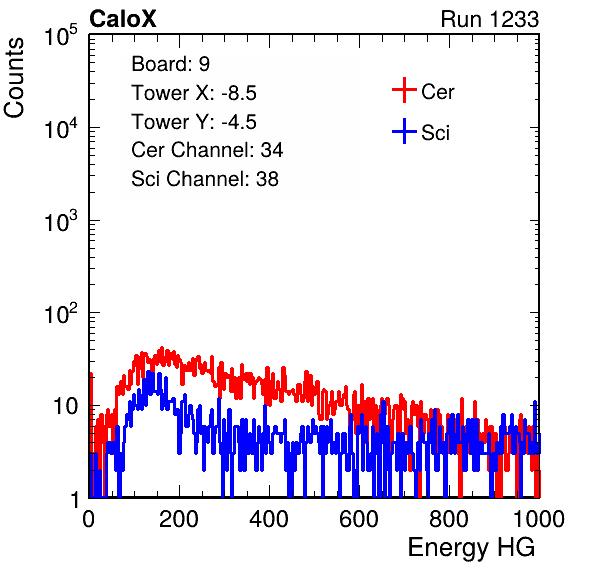 CaloX Run 1233
Counts
10^5
10^4
10^3
10^2
10
1
Board: 9
Tower X: -8.5
Tower Y: -4.5
Cer Channel: 34
Sci Channel: 38
Cer
Sci
0 200 400 600 800 1000
Energy HG